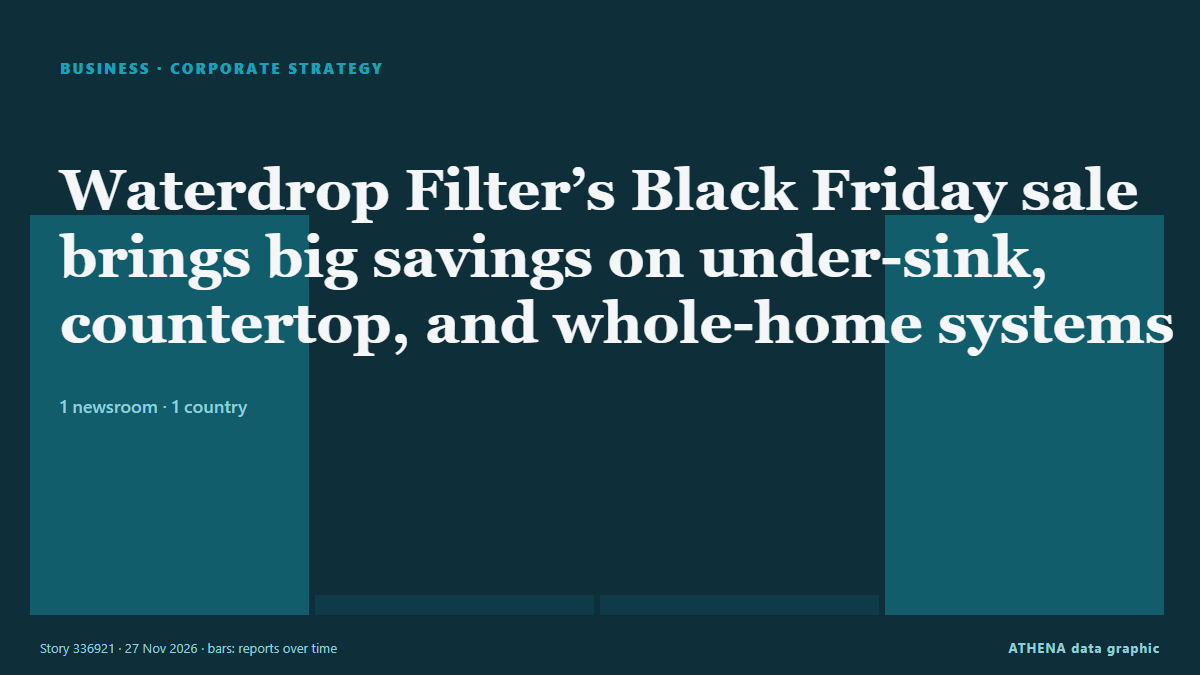 BUSINESS · CORPORATE STRATEGY
Waterdrop Filter’s Black Friday sale
brings big savings on under-sink,
countertop, and whole-home systems
1 newsroom · 1 country
Story 336921 · 27 Nov 2026 · bars: reports over time
ATHENA data graphic